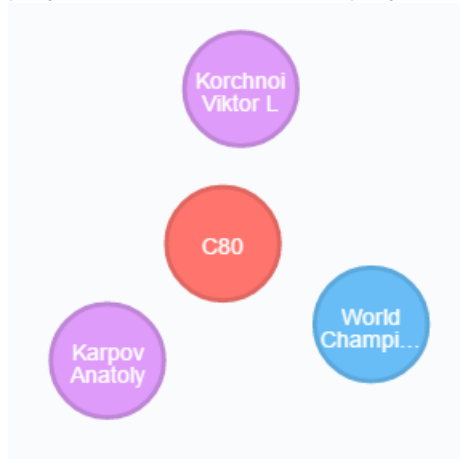 Korchnoi
Viktor L
C80
World
Champi...
Karpov
Anatoly